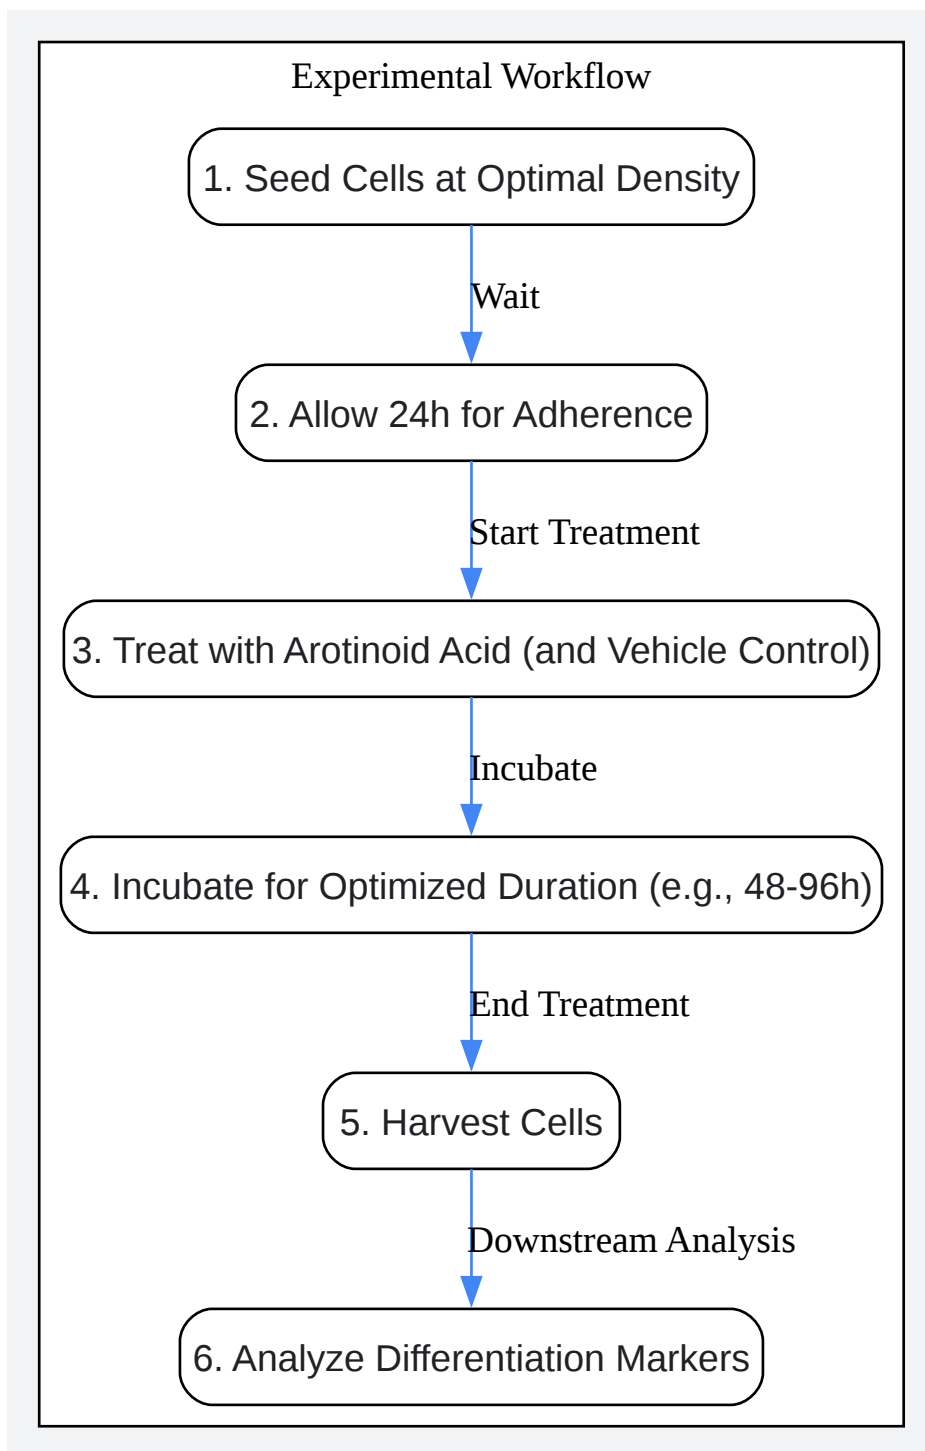 Experimental Workflow
1. Seed Cells at Optimal Density
Wait
2. Allow 24h for Adherence
Start Treatment
3. Treat with Arotinoid Acid (and Vehicle Control)
Incubate
4. Incubate for Optimized Duration (e.g., 48-96h)
End Treatment
5. Harvest Cells
Downstream Analysis
6. Analyze Differentiation Markers